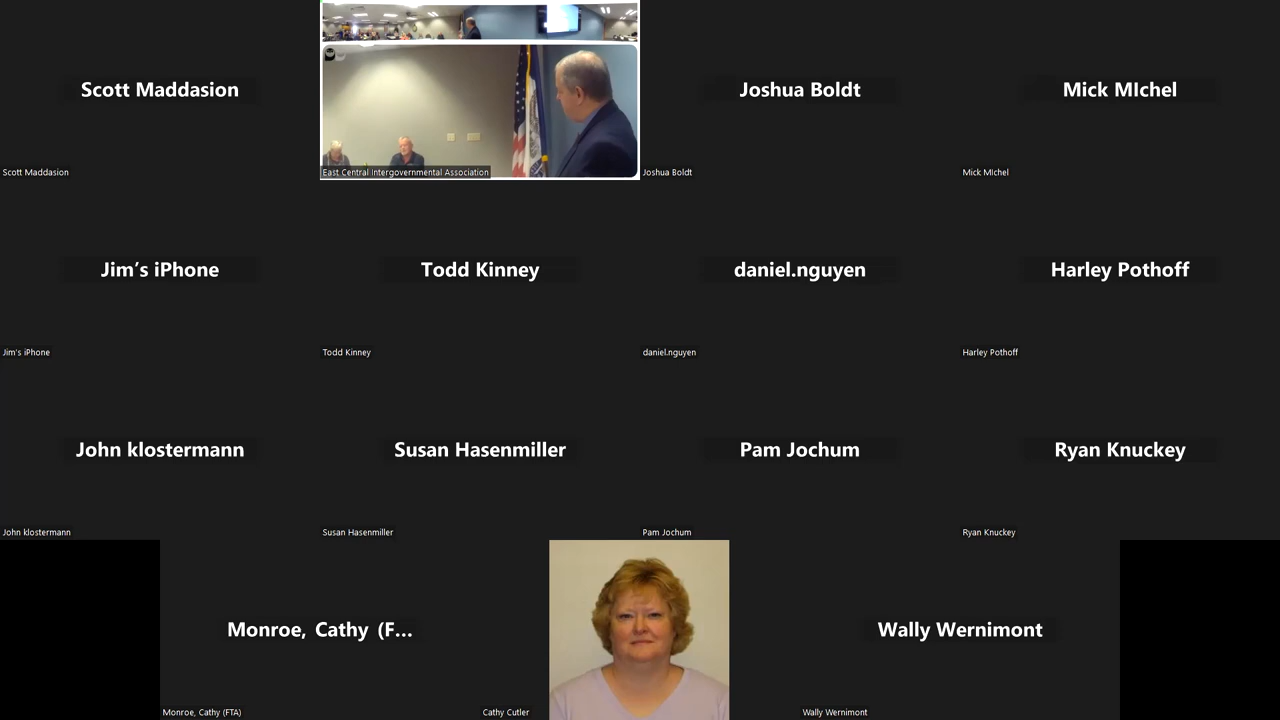 Scott Maddasion
Joshua Boldt
Mick MIchel
Scott Maddasion
East Central Intergovernmental Association
Joshua Boldt
Mick MIchel
Jim’s iPhone
Todd Kinney
daniel.nguyen
Harley Pothoff
Jim's iPhone
Todd Kinney
daniel.nguyen
Harley Pothoff
John klostermann
Susan Hasenmiller
Pam Jochum
Ryan Knuckey
John klostermann
Susan Hasenmiller
Pam Jochum
Ryan Knuckey
Monroe, Cathy (F...
Wally Wernimont
Monroe, Cathy (FTA)
Cathy Cutler
Wally Wernimont